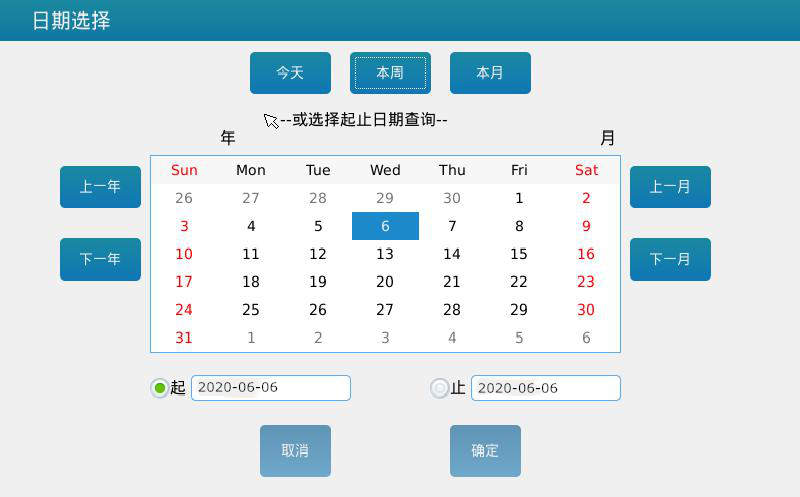 日期选择
今天 本周 本月
--或选择起止日期查询--
年 月
Sun Mon Tue Wed Thu Fri Sat
上一年 上一月
26 27 28 29 30 1 2
3 4 5 6 7 8 9
下一年 下一月
10 11 12 13 14 15 16
17 18 19 20 21 22 23
24 25 26 27 28 29 30
31 1 2 3 4 5 6
起 2020-06-06 止 2020-06-06
取消 确定